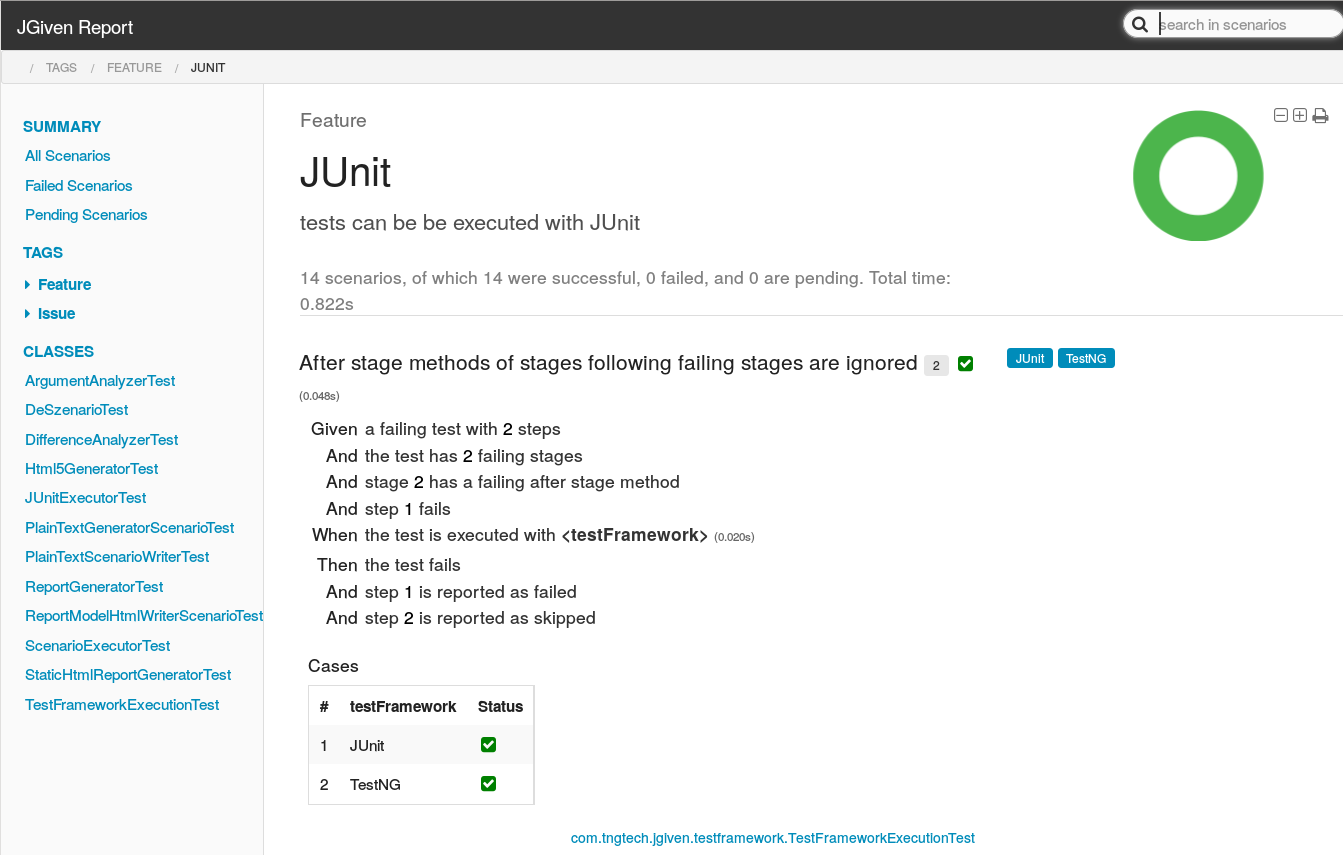 JGiven Report
search in scenarios
/ TAGS / FEATURE / JUNIT
SUMMARY
All Scenarios
Failed Scenarios
Pending Scenarios
TAGS
Feature
Issue
CLASSES
ArgumentAnalyzerTest
DeSzenarioTest
DifferenceAnalyzerTest
Html5GeneratorTest
JUnitExecutorTest
PlainTextGeneratorScenarioTest
PlainTextScenarioWriterTest
ReportGeneratorTest
ReportModelHtmlWriterScenarioTest
ScenarioExecutorTest
StaticHtmlReportGeneratorTest
TestFrameworkExecutionTest
Feature
JUnit
tests can be be executed with JUnit
14 scenarios, of which 14 were successful, 0 failed, and 0 are pending. Total time:
0.822s
After stage methods of stages following failing stages are ignored 2 JUnit TestNG
(0.048s)
Given a failing test with 2 steps
And the test has 2 failing stages
And stage 2 has a failing after stage method
And step 1 fails
When the test is executed with <testFramework> (0.020s)
Then the test fails
And step 1 is reported as failed
And step 2 is reported as skipped
Cases
# testFramework Status
1 JUnit
2 TestNG
com.tngtech.jgiven.testframework.TestFrameworkExecutionTest